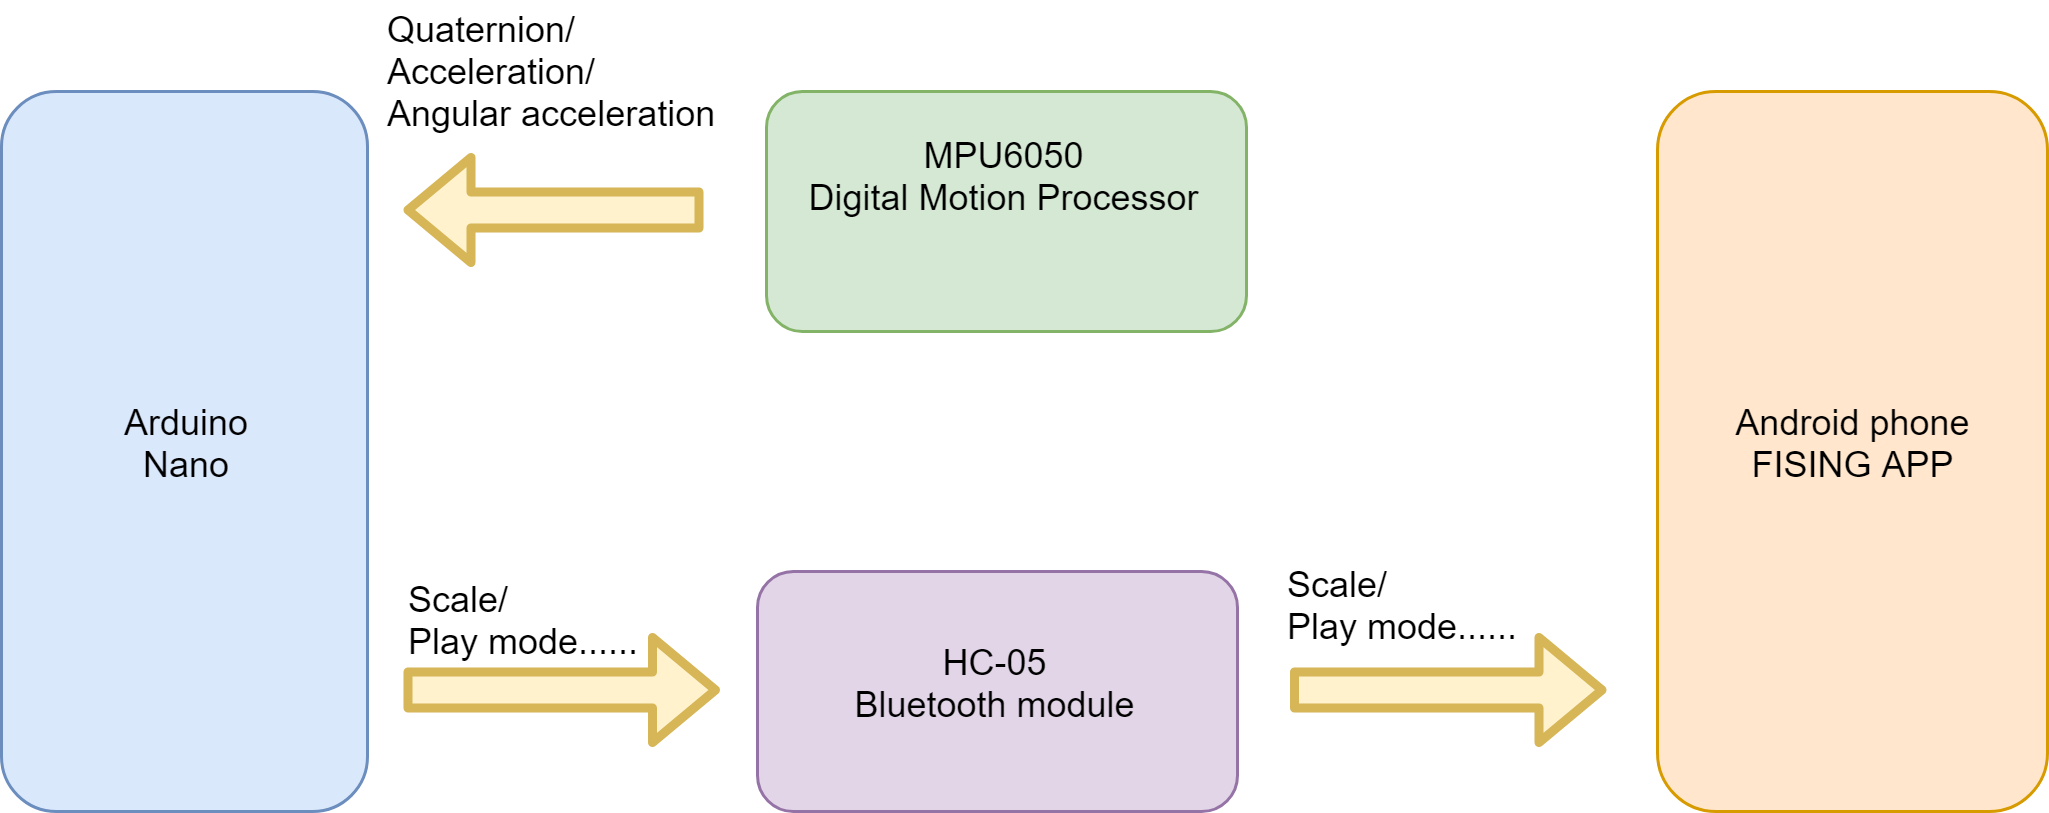 Quaternion/
Acceleration/
Angular acceleration
MPU6050
Digital Motion Processor
Arduino
Nano
Android phone
FISING APP
Scale/
Play mode......
HC-05
Bluetooth module
Scale/
Play mode......